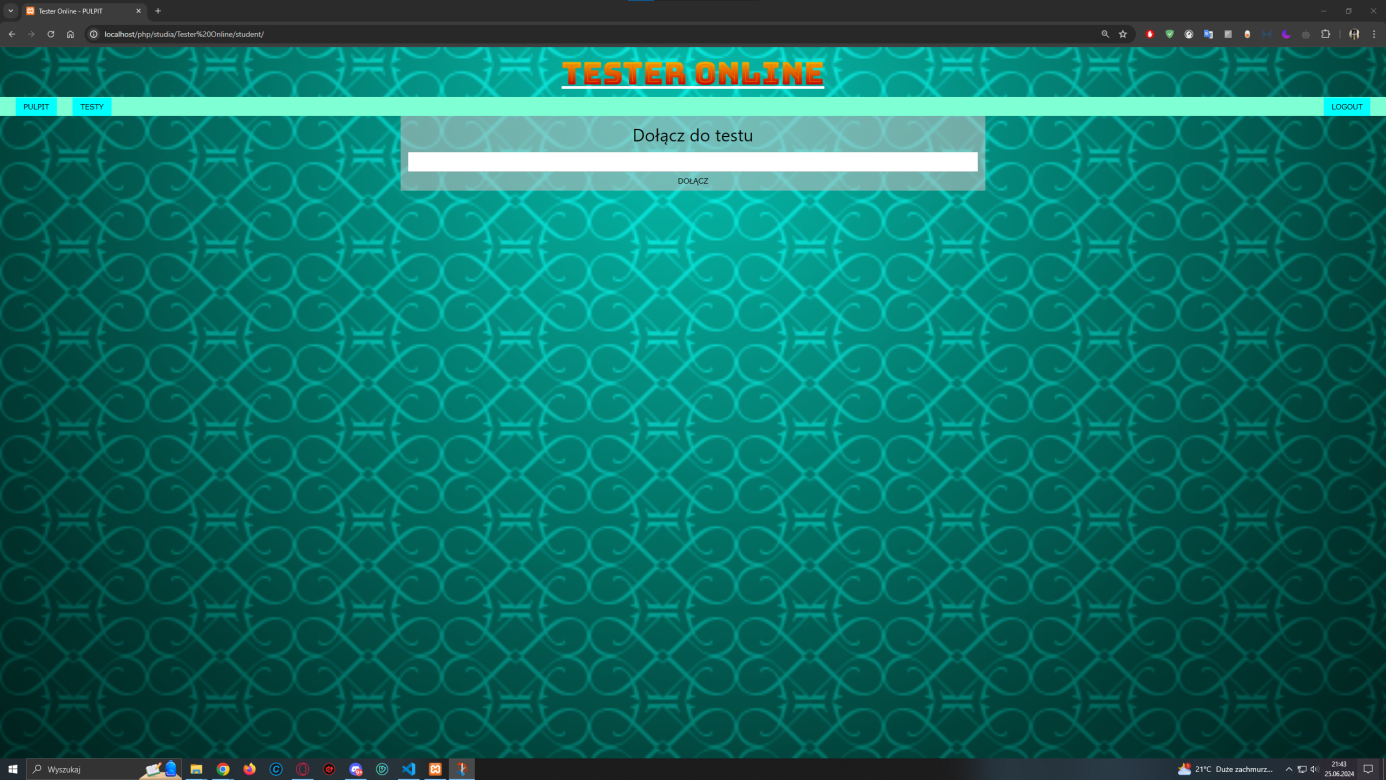 Tester Online - PULPIT
localhost/php/studia/Tester%20Online/student/
TESTER ONLINE
PULPIT TESTY LOGOUT
Dołącz do testu
DOŁĄCZ
Wyszukaj
21°C Duże zachmurz...
21:43
25.06.2024